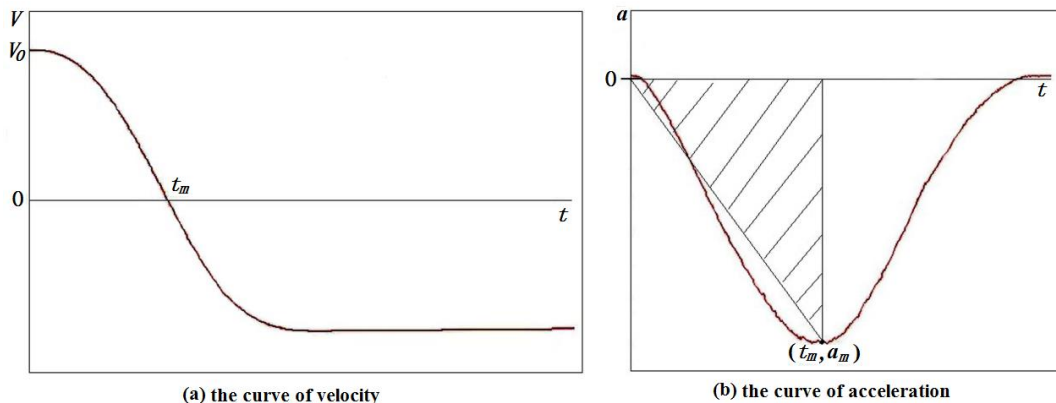 V
V₀
0
tₘ
t
(a) the curve of velocity
a
0
t
(tₘ,aₘ)
(b) the curve of acceleration